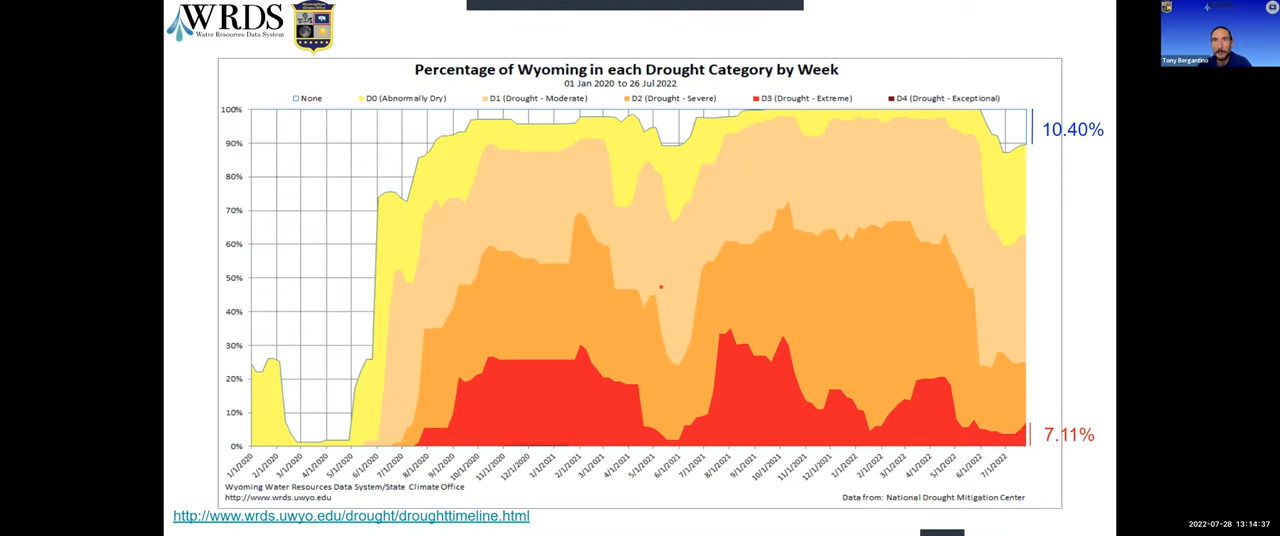 WRDS
Water Resources Data System
Tony Bergantino
Percentage of Wyoming in each Drought Category by Week
01 Jan 2020 to 26 Jul 2022
None D0 (Abnormally Dry) D1 (Drought - Moderate) D2 (Drought - Severe) D3 (Drought - Extreme) D4 (Drought - Exceptional)
100%
90%
80%
70%
60%
50%
40%
30%
20%
10%
0%
10.40%
7.11%
1/1/2020 2/1/2020 3/1/2020 4/1/2020 5/1/2020 6/1/2020 7/1/2020 8/1/2020 9/1/2020 10/1/2020 11/1/2020 12/1/2020 1/1/2021 2/1/2021 3/1/2021 4/1/2021 5/1/2021 6/1/2021 7/1/2021 8/1/2021 9/1/2021 10/1/2021 11/1/2021 12/1/2021 1/1/2022 2/1/2022 3/1/2022 4/1/2022 5/1/2022 6/1/2022 7/1/2022
Wyoming Water Resources Data System/State Climate Office
http://www.wrds.uwyo.edu
Data from: National Drought Mitigation Center
http://www.wrds.uwyo.edu/drought/droughttimeline.html
2022-07-28 13:14:37